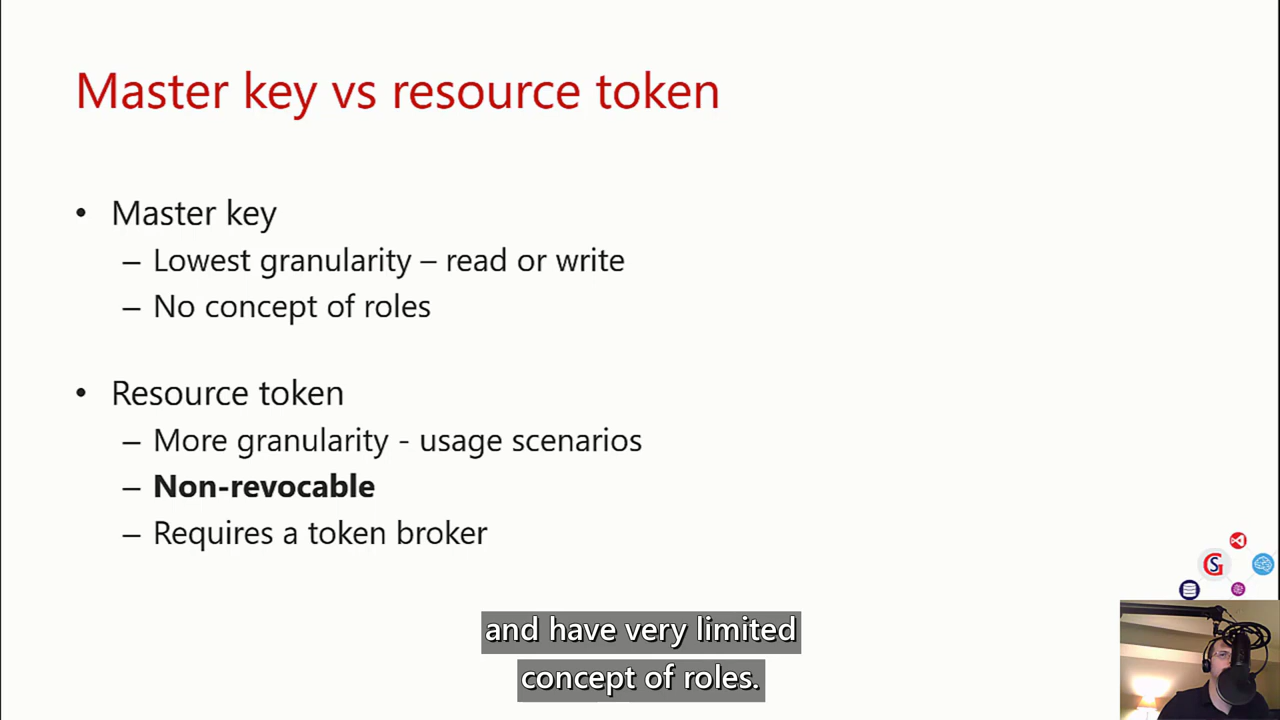 Master key vs resource token
• Master key
– Lowest granularity – read or write
– No concept of roles
• Resource token
– More granularity - usage scenarios
– Non-revocable
– Requires a token broker
and have very limited
concept of roles.